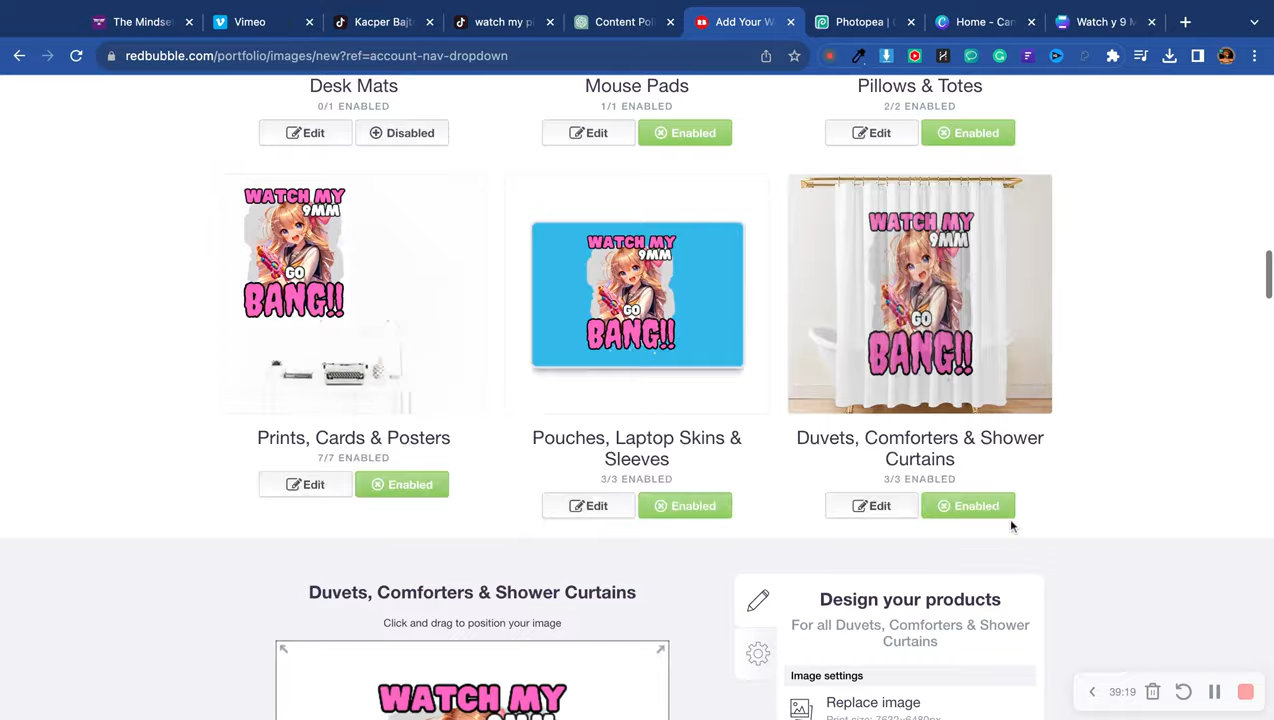 The Mindset
Vimeo
Kacper Bajt
watch my pi
Content Poli
Add Your W
Photopea | 
Home - Can
Watch y 9 M
redbubble.com/portfolio/images/new?ref=account-nav-dropdown
Desk Mats
Mouse Pads
Pillows & Totes
0/1 ENABLED
1/1 ENABLED
2/2 ENABLED
Edit
Disabled
Edit
Enabled
Edit
Enabled
WATCH MY
9MM
GO
BANG!!
WATCH MY
9MM
GO
BANG!!
WATCH MY
9MM
GO
BANG!!
Prints, Cards & Posters
7/7 ENABLED
Edit
Enabled
Pouches, Laptop Skins &
Sleeves
3/3 ENABLED
Edit
Enabled
Duvets, Comforters & Shower
Curtains
3/3 ENABLED
Edit
Enabled
Duvets, Comforters & Shower Curtains
Click and drag to position your image
WATCH MY
Design your products
For all Duvets, Comforters & Shower
Curtains
Image settings
Replace image
Print size: 7632x6480px
39:19